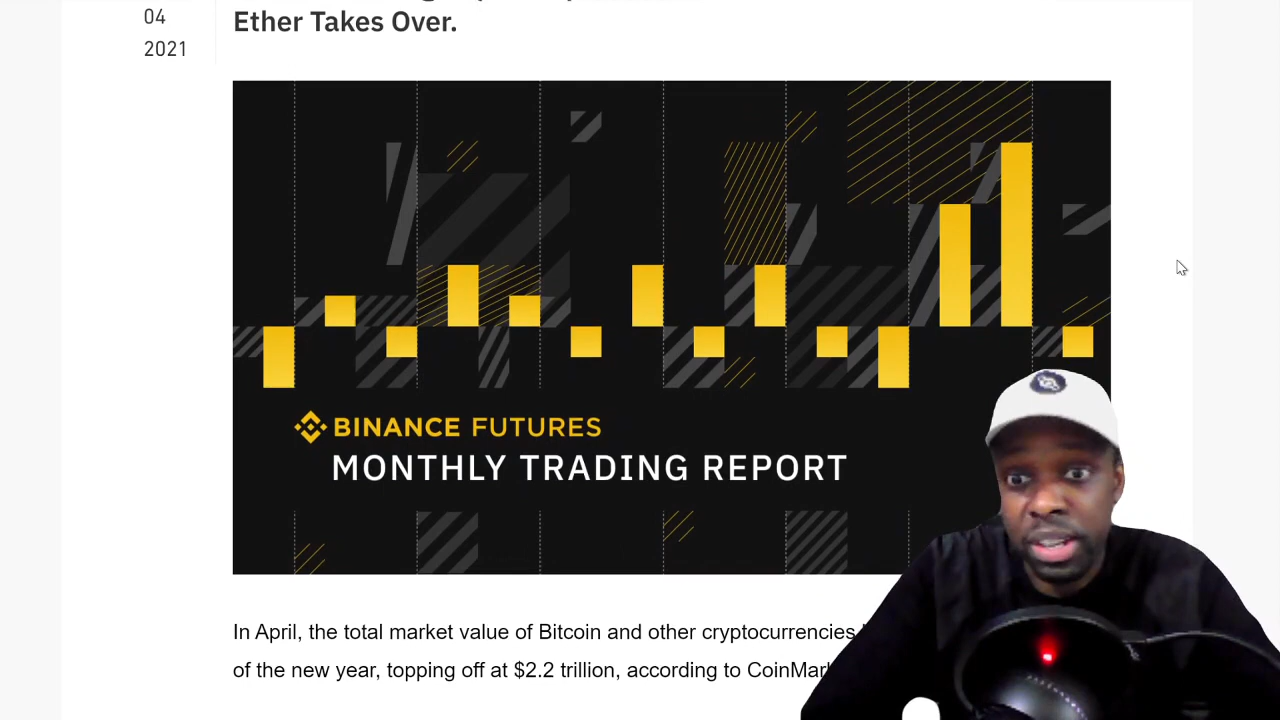 04
2021
Ether Takes Over.
BINANCE FUTURES
MONTHLY TRADING REPORT
In April, the total market value of Bitcoin and other cryptocurrencies
of the new year, topping off at $2.2 trillion, according to